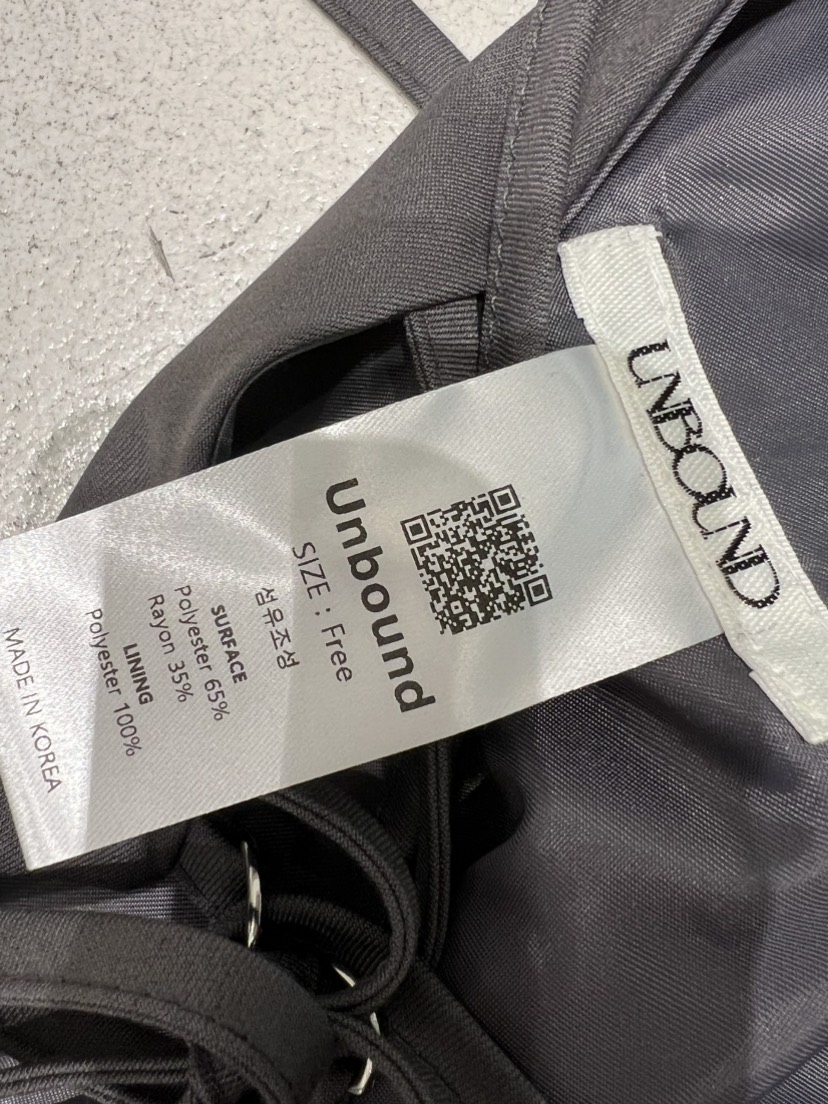 UNBOUND
Unbound
SIZE : Free
섬유조성
SURFACE
Polyester 65%
Rayon 35%
LINING
Polyester 100%
MADE IN KOREA